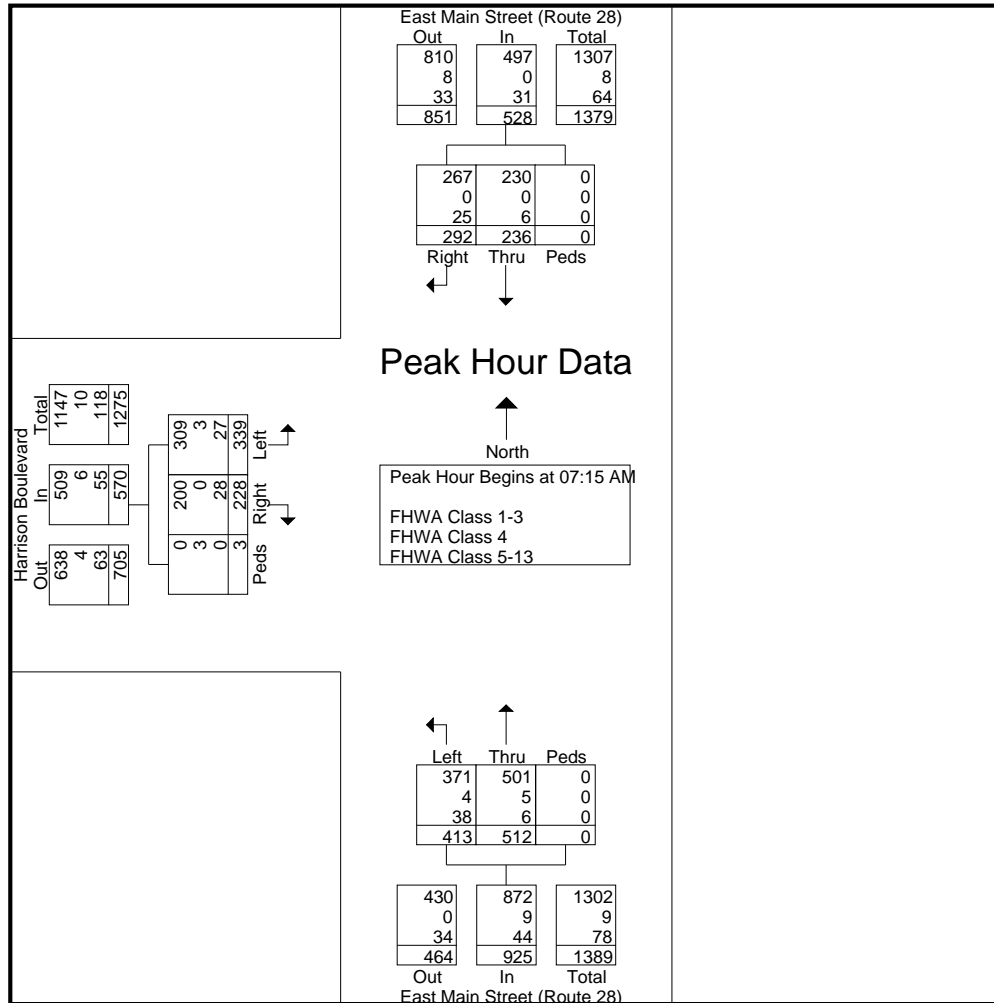 East Main Street (Route 28)
Out In Total
810 497 1307
8 0 8
33 31 64
851 528 1379
267 230 0
0 0 0
25 6 0
292 236 0
Right Thru Peds
Peak Hour Data
North
Peak Hour Begins at 07:15 AM
FHWA Class 1-3
FHWA Class 4
FHWA Class 5-13
Harrison Boulevard
Out In Total
638 509 1147
4 6 10
63 55 118
705 570 1275
0 200 309
3 0 3
0 28 27
3 228 339
Peds Right Left
Left Thru Peds
371 501 0
4 5 0
38 6 0
413 512 0
430 872 1302
0 9 9
34 44 78
464 925 1389
Out In Total
East Main Street (Route 28)